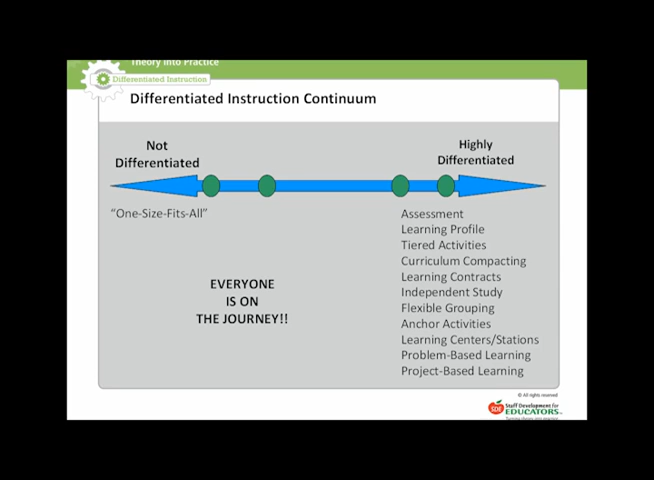 Theory Into Practice
Differentiated Instruction
Differentiated Instruction Continuum
Not
Differentiated
Highly
Differentiated
"One-Size-Fits-All"
Assessment
Learning Profile
Tiered Activities
Curriculum Compacting
Learning Contracts
Independent Study
Flexible Grouping
Anchor Activities
Learning Centers/Stations
Problem-Based Learning
Project-Based Learning
EVERYONE
IS ON
THE JOURNEY!!
© All rights reserved
SDE
Staff Development for
EDUCATORS